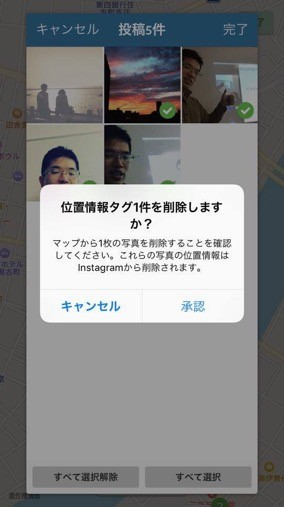 キャンセル 投稿5件 完了
位置情報タグ1件を削除しますか？
マップから1枚の写真を削除することを確認してください。これらの写真の位置情報はInstagramから削除されます。
キャンセル 承認
すべて選択解除 すべて選択